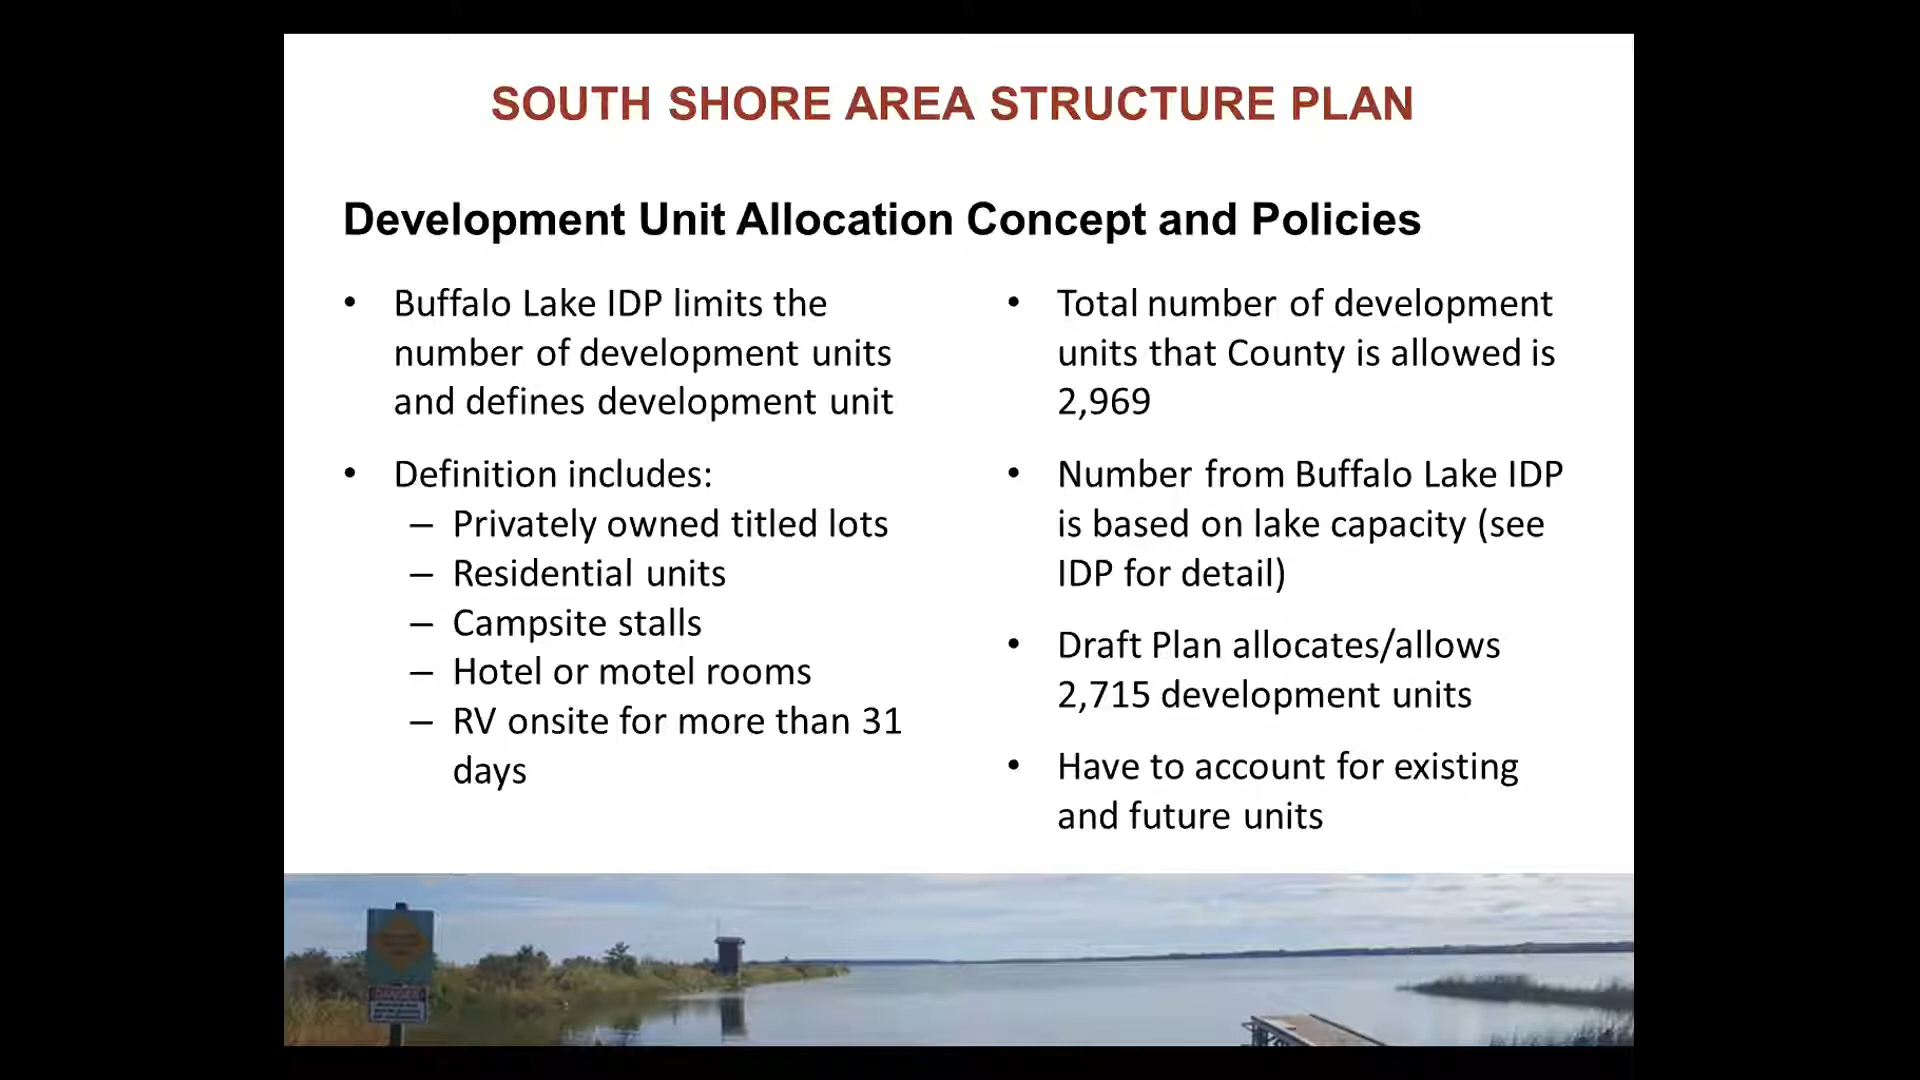 SOUTH SHORE AREA STRUCTURE PLAN
Development Unit Allocation Concept and Policies
• Buffalo Lake IDP limits the
number of development units
and defines development unit
• Definition includes:
– Privately owned titled lots
– Residential units
– Campsite stalls
– Hotel or motel rooms
– RV onsite for more than 31
days
• Total number of development
units that County is allowed is
2,969
• Number from Buffalo Lake IDP
is based on lake capacity (see
IDP for detail)
• Draft Plan allocates/allows
2,715 development units
• Have to account for existing
and future units
DANGER